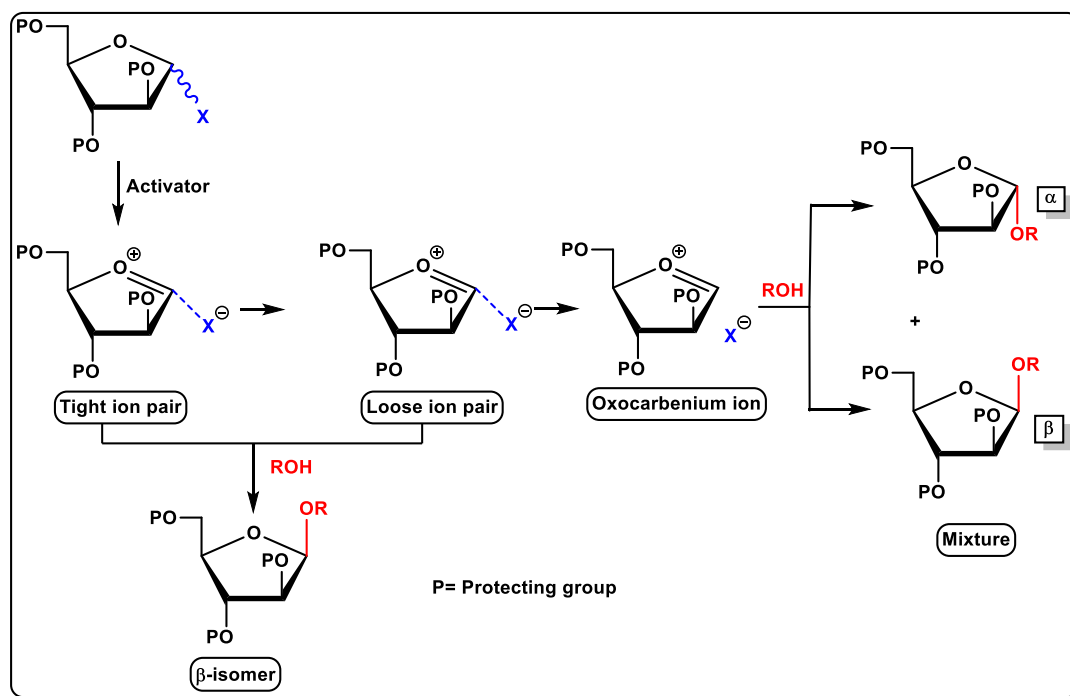 PO
O
PO
X
PO
Activator
PO
O⊕
PO
X⊖
PO
Tight ion pair
PO
O⊕
PO
X⊖
PO
Loose ion pair
PO
O⊕
PO
X⊖
PO
Oxocarbenium ion
ROH
PO
O
PO
OR
PO
α
+
PO
O
OR
PO
PO
β
Mixture
ROH
PO
O
OR
PO
PO
β-isomer
P= Protecting group